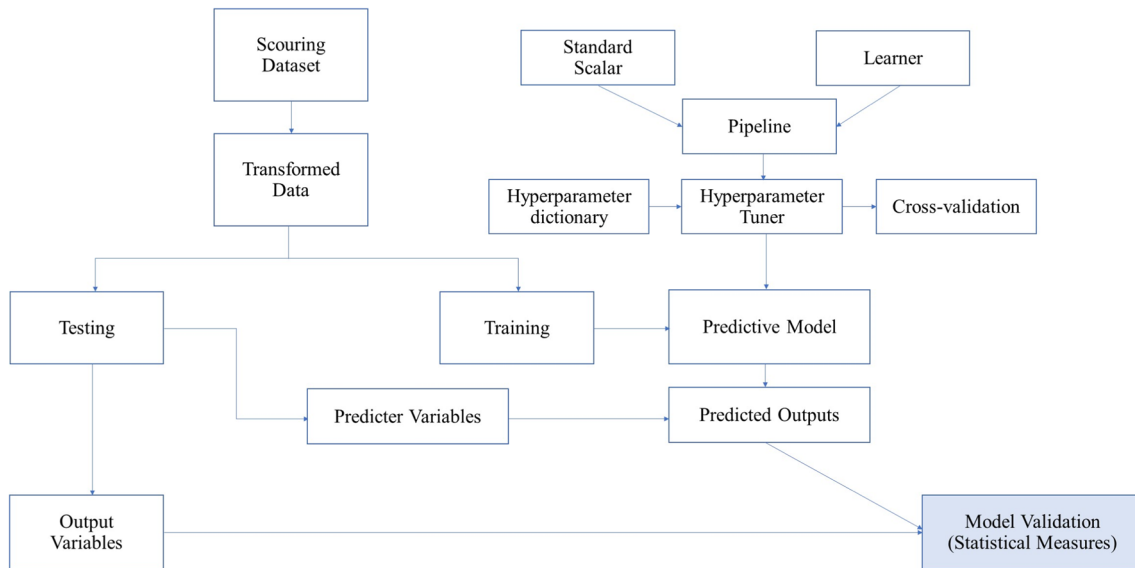 Scouring
Dataset
Standard
Scalar
Learner
Pipeline
Transformed
Data
Hyperparameter
dictionary
Hyperparameter
Tuner
Cross-validation
Testing
Training
Predictive Model
Predicter Variables
Predicted Outputs
Output
Variables
Model Validation
(Statistical Measures)